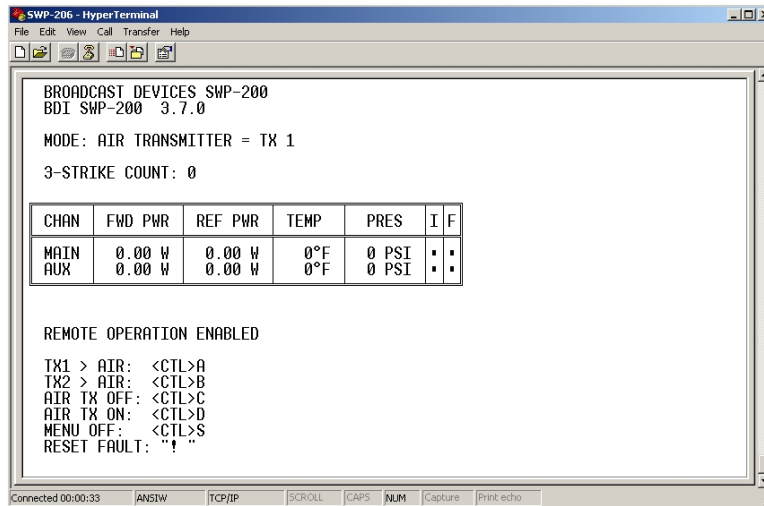 SWP-206 - HyperTerminal
File Edit View Call Transfer Help
BROADCAST DEVICES SWP-200
BDI SWP-200 3.7.0
MODE: AIR TRANSMITTER = TX 1
3-STRIKE COUNT: 0
CHAN FWD PWR REF PWR TEMP PRES I F
MAIN 0.00 W 0.00 W 0°F 0 PSI ▪ ▪
AUX 0.00 W 0.00 W 0°F 0 PSI ▪ ▪
REMOTE OPERATION ENABLED
TX1 > AIR: <CTL>A
TX2 > AIR: <CTL>B
AIR TX OFF: <CTL>C
AIR TX ON: <CTL>D
MENU OFF: <CTL>S
RESET FAULT: "! "
Connected 00:00:33 ANSIW TCP/IP SCROLL CAPS NUM Capture Print echo